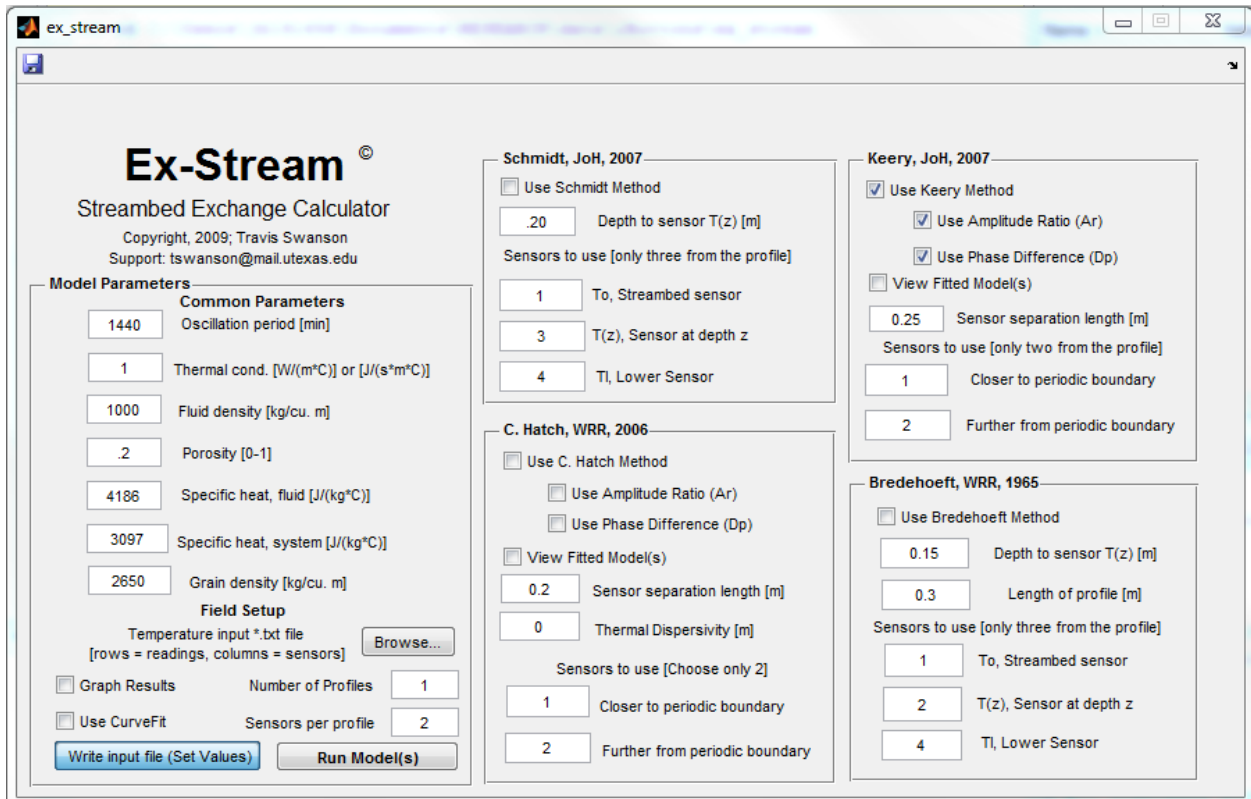 ex_stream
Ex-Stream ©
Streambed Exchange Calculator
Copyright, 2009; Travis Swanson
Support: tswanson@mail.utexas.edu
Model Parameters
Common Parameters
1440 Oscillation period [min]
1 Thermal cond. [W/(m*C)] or [J/(s*m*C)]
1000 Fluid density [kg/cu. m]
.2 Porosity [0-1]
4186 Specific heat, fluid [J/(kg*C)]
3097 Specific heat, system [J/(kg*C)]
2650 Grain density [kg/cu. m]
Field Setup
Temperature input *.txt file
[rows = readings, columns = sensors]
Browse...
Graph Results Number of Profiles 1
Use CurveFit Sensors per profile 2
Write input file (Set Values) Run Model(s)
Schmidt, JoH, 2007
Use Schmidt Method
.20 Depth to sensor T(z) [m]
Sensors to use [only three from the profile]
1 To, Streambed sensor
3 T(z), Sensor at depth z
4 Tl, Lower Sensor
C. Hatch, WRR, 2006
Use C. Hatch Method
Use Amplitude Ratio (Ar)
Use Phase Difference (Dp)
View Fitted Model(s)
0.2 Sensor separation length [m]
0 Thermal Dispersivity [m]
Sensors to use [Choose only 2]
1 Closer to periodic boundary
2 Further from periodic boundary
Keery, JoH, 2007
Use Keery Method
Use Amplitude Ratio (Ar)
Use Phase Difference (Dp)
View Fitted Model(s)
0.25 Sensor separation length [m]
Sensors to use [only two from the profile]
1 Closer to periodic boundary
2 Further from periodic boundary
Bredehoeft, WRR, 1965
Use Bredehoeft Method
0.15 Depth to sensor T(z) [m]
0.3 Length of profile [m]
Sensors to use [only three from the profile]
1 To, Streambed sensor
2 T(z), Sensor at depth z
4 Tl, Lower Sensor